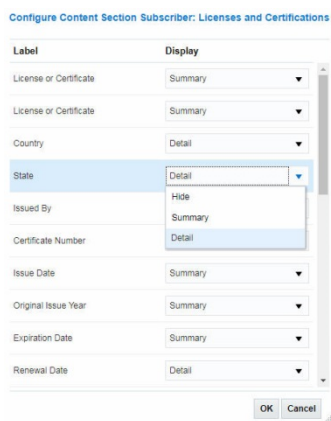 Configure Content Section Subscriber: Licenses and Certifications
Label Display
License or Certificate Summary
License or Certificate Summary
Country Detail
State Detail
Hide
Issued By
Summary
Certificate Number Detail
Issue Date Summary
Original Issue Year Summary
Expiration Date Summary
Renewal Date Detail
OK Cancel